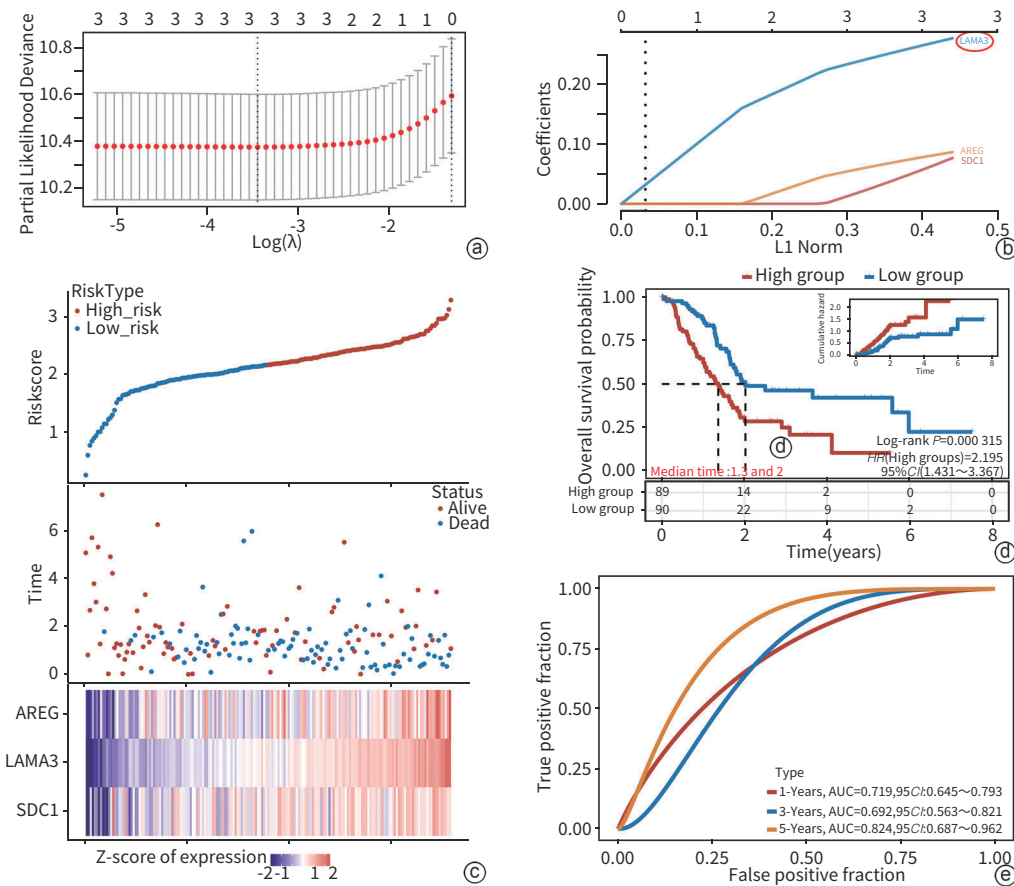 3 3 3 3 3 3 3 3 3 2 2 1 1 0
Partial Likelihood Deviance
10.8
10.6
10.4
10.2
-5 -4 -3 -2
Log(λ)
a
0 1 2 3 3 3
Coefficients
0.20
0.10
0.00
LAMA3
AREG
SDC1
0.0 0.1 0.2 0.3 0.4 0.5
L1 Norm
b
RiskType
High_risk
Low_risk
Riskscore
3
2
1
Status
Alive
Dead
Time
6
4
2
0
AREG
LAMA3
SDC1
Z-score of expression
-2 -1 1 2
c
High group Low group
Overall survival probability
1.00
0.75
0.50
0.25
0.00
Cumulative hazard
2.0
1.5
1.0
0.5
0.0
0 2 4 6 8
Time
d
Log-rank P=0.000 315
HR(High groups)=2.195
95%CI(1.431～3.367)
Median time :1.3 and 2
High group 89 14 2 0 0
Low group 90 22 9 2 0
0 2 4 6 8
Time(years)
d
True positive fraction
1.00
0.75
0.50
0.25
0.00
Type
1-Years, AUC=0.719,95CI:0.645～0.793
3-Years, AUC=0.692,95CI:0.563～0.821
5-Years, AUC=0.824,95CI:0.687～0.962
0.00 0.25 0.50 0.75 1.00
False positive fraction
e